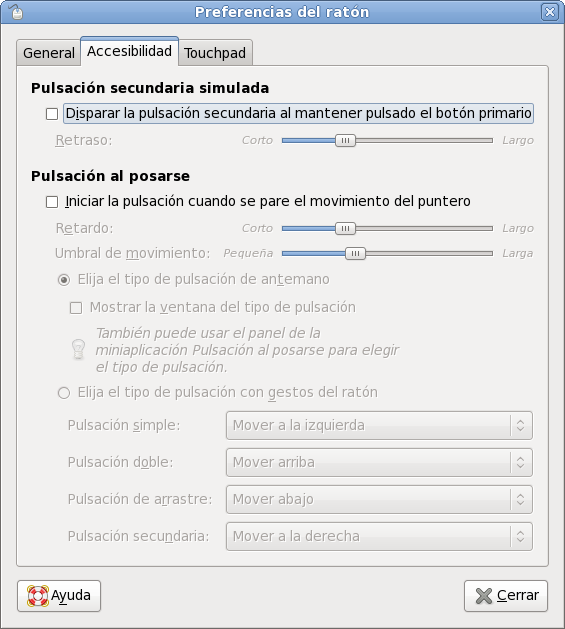 Preferencias del ratón
General Accesibilidad Touchpad
Pulsación secundaria simulada
Disparar la pulsación secundaria al mantener pulsado el botón primario
Retraso: Corto Largo
Pulsación al posarse
Iniciar la pulsación cuando se pare el movimiento del puntero
Retardo: Corto Largo
Umbral de movimiento: Pequeña Larga
Elija el tipo de pulsación de antemano
Mostrar la ventana del tipo de pulsación
También puede usar el panel de la
miniaplicación Pulsación al posarse para elegir
el tipo de pulsación.
Elija el tipo de pulsación con gestos del ratón
Pulsación simple: Mover a la izquierda
Pulsación doble: Mover arriba
Pulsación de arrastre: Mover abajo
Pulsación secundaria: Mover a la derecha
Ayuda Cerrar